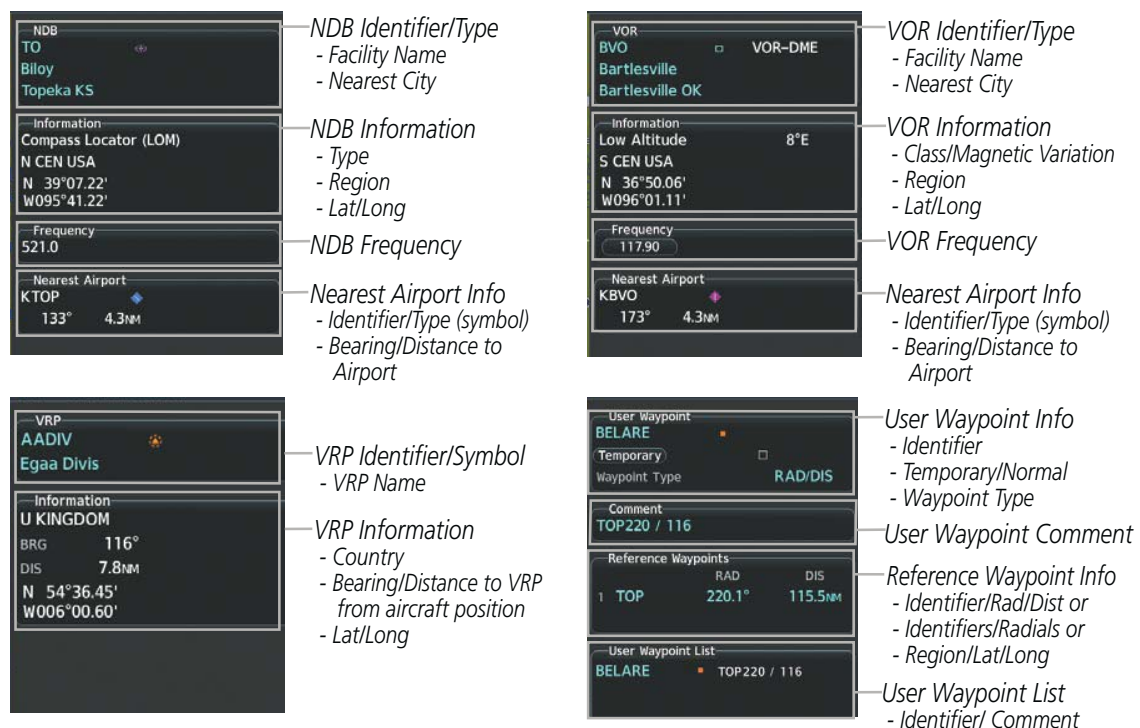 NDB
TO
Biloy
Topeka KS
Information
Compass Locator (LOM)
N CEN USA
N 39°07.22'
W095°41.22'
Frequency
521.0
Nearest Airport
KTOP
133° 4.3NM
NDB Identifier/Type
- Facility Name
- Nearest City
NDB Information
- Type
- Region
- Lat/Long
NDB Frequency
Nearest Airport Info
- Identifier/Type (symbol)
- Bearing/Distance to
Airport
VOR
BVO VOR-DME
Bartlesville
Bartlesville OK
Information
Low Altitude 8°E
S CEN USA
N 36°50.06'
W096°01.11'
Frequency
117.90
Nearest Airport
KBVO
173° 4.3NM
VOR Identifier/Type
- Facility Name
- Nearest City
VOR Information
- Class/Magnetic Variation
- Region
- Lat/Long
VOR Frequency
Nearest Airport Info
- Identifier/Type (symbol)
- Bearing/Distance to
Airport
VRP
AADIV
Egaa Divis
Information
U KINGDOM
BRG 116°
DIS 7.8NM
N 54°36.45'
W006°00.60'
VRP Identifier/Symbol
- VRP Name
VRP Information
- Country
- Bearing/Distance to VRP
from aircraft position
- Lat/Long
User Waypoint
BELARE
Temporary
Waypoint Type RAD/DIS
Comment
TOP220 / 116
Reference Waypoints
RAD DIS
1 TOP 220.1° 115.5NM
User Waypoint List
BELARE TOP220 / 116
User Waypoint Info
- Identifier
- Temporary/Normal
- Waypoint Type
User Waypoint Comment
Reference Waypoint Info
- Identifier/Rad/Dist or
- Identifiers/Radials or
- Region/Lat/Long
User Waypoint List
- Identifier/ Comment